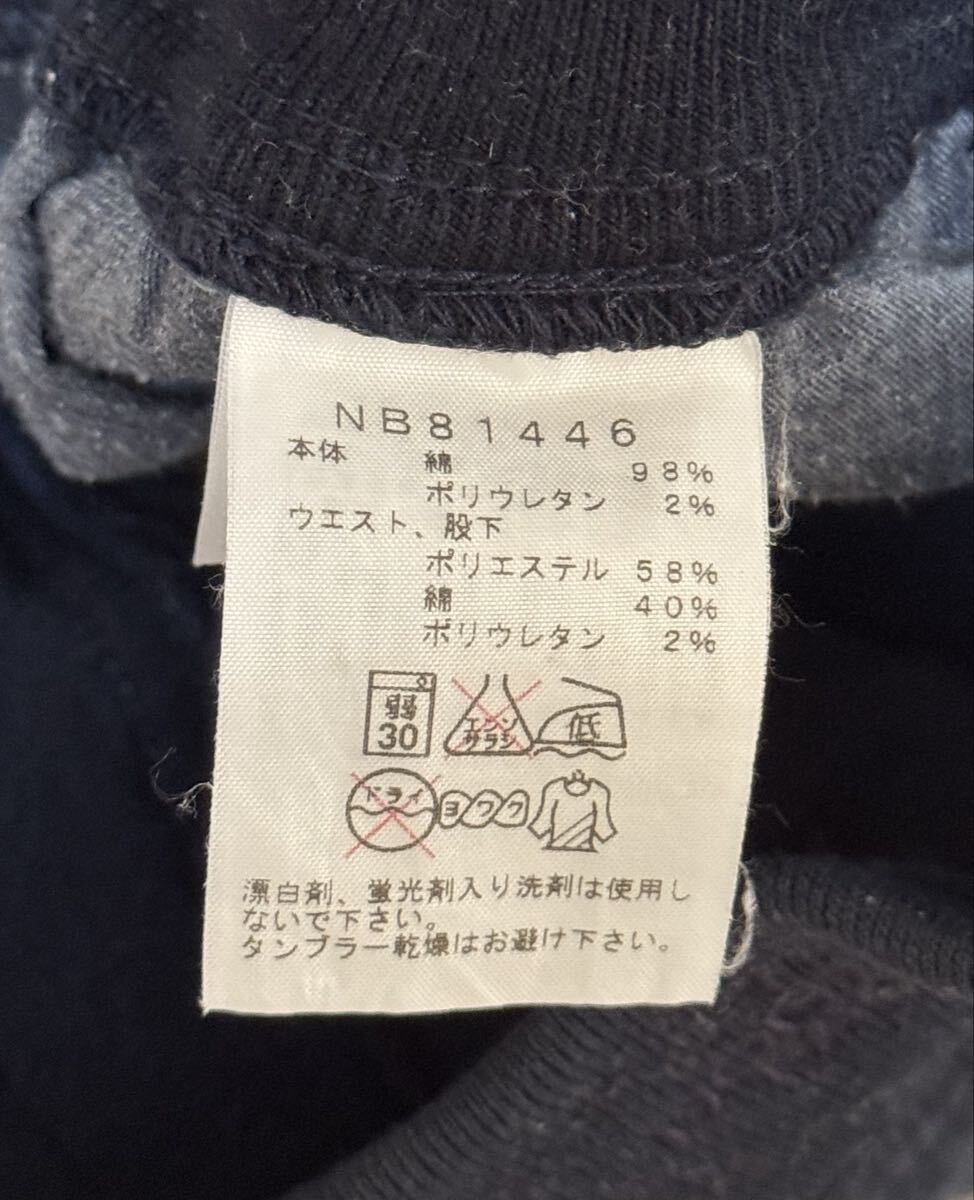 NB81446
本体 綿 98%
ポリウレタン 2%
ウエスト、股下
ポリエステル 58%
綿 40%
ポリウレタン 2%
弱
30
エンソ
サラシ
低
ドライ
ヨワク
漂白剤、蛍光剤入り洗剤は使用し
ないで下さい。
タンブラー乾燥はお避け下さい。